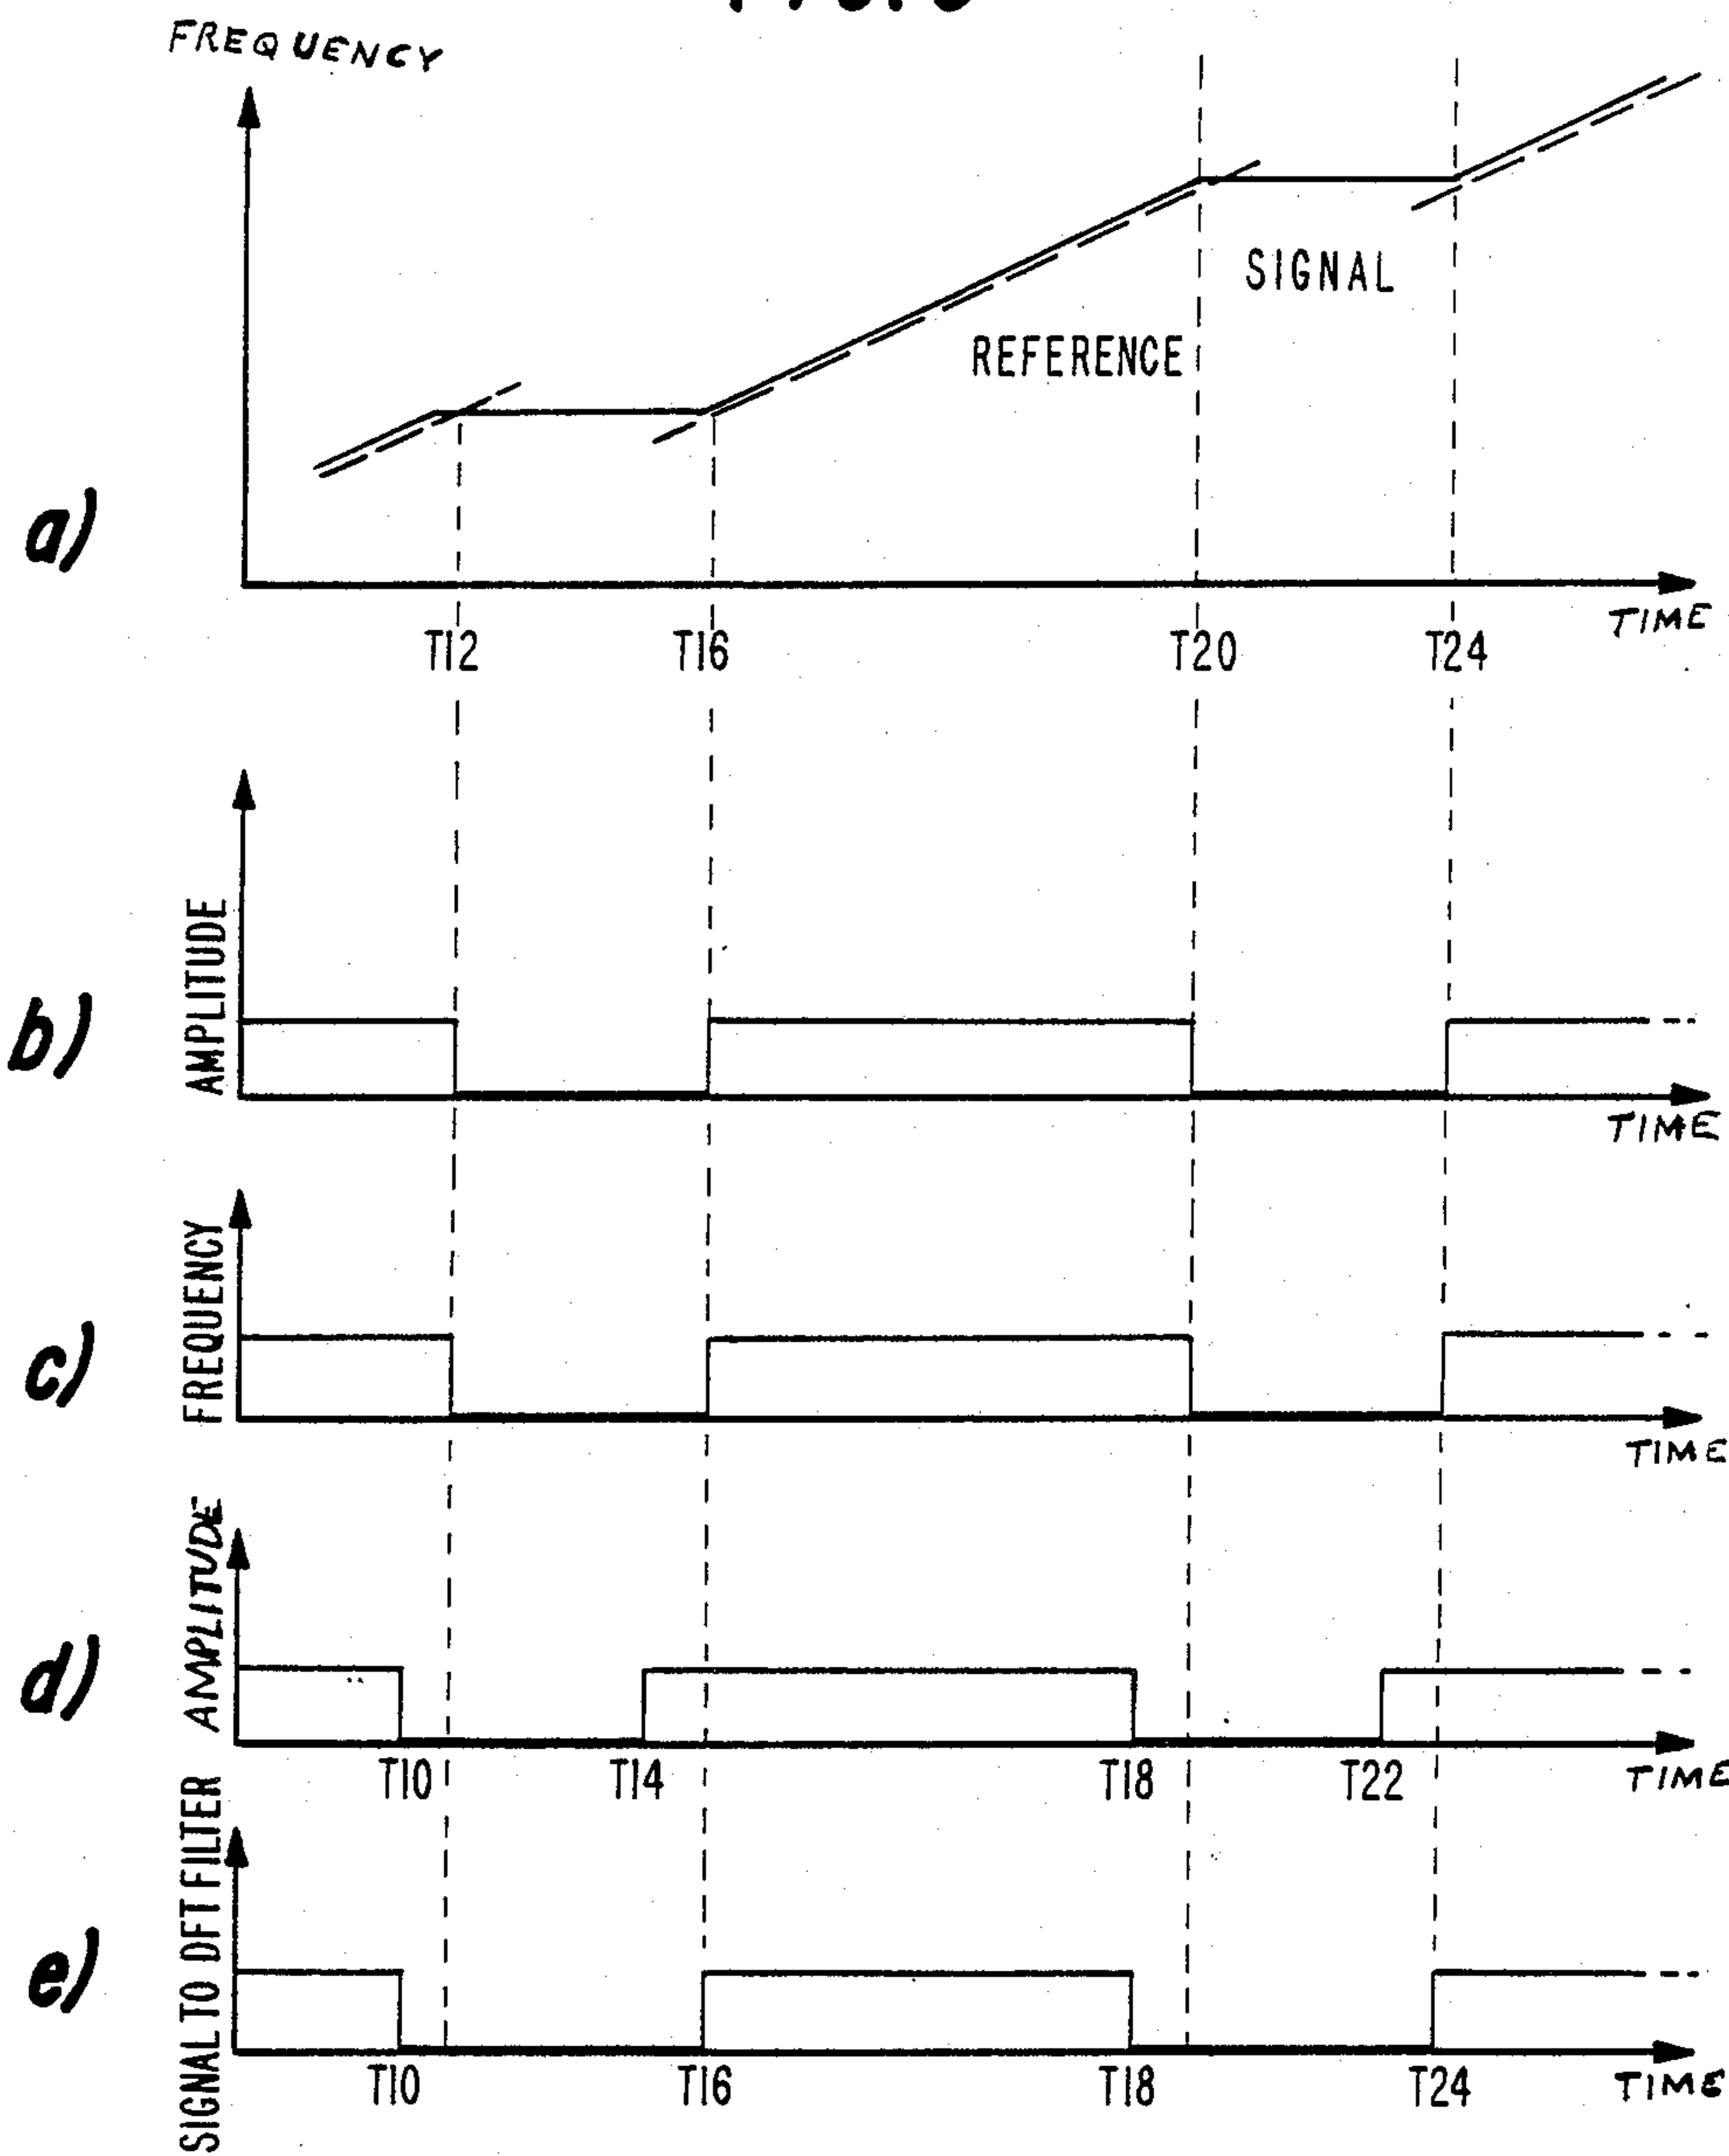 FREQUENCY
SIGNAL
REFERENCE
a)
TIME
T12 T16 T20 T24
AMPLITUDE
b)
TIME
FREQUENCY
c)
TIME
AMPLITUDE
d)
T10 T14 T18 T22 TIME
SIGNAL TO DFT FILTER
e)
T10 T16 T18 T24 TIME